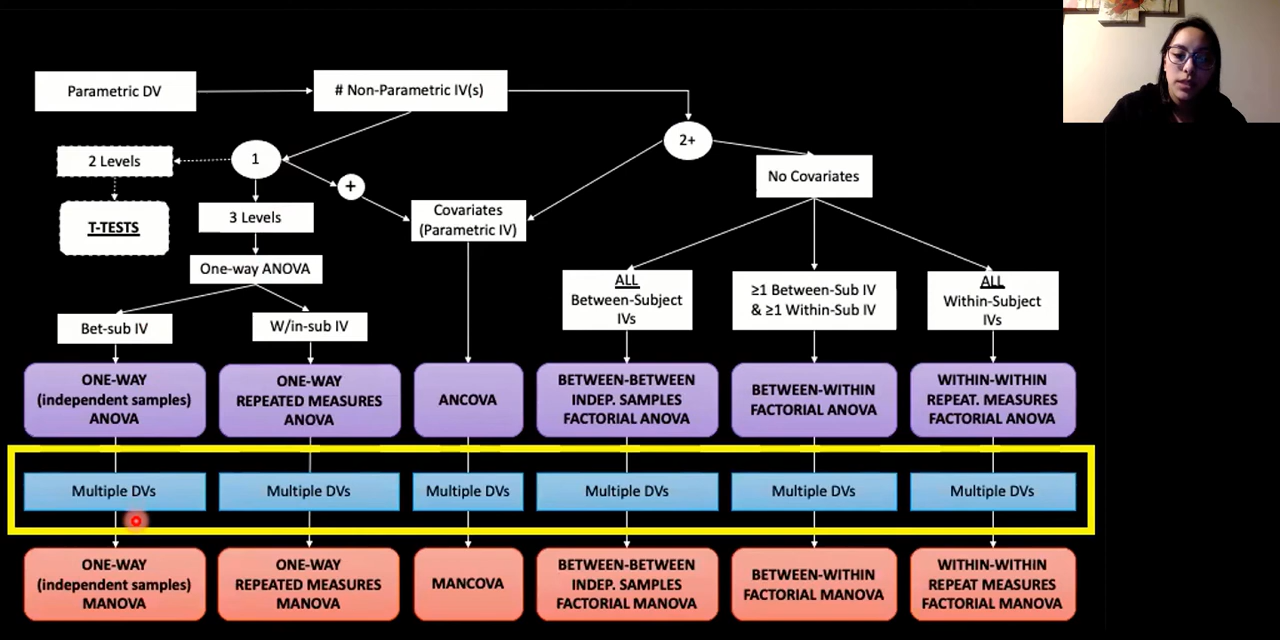 Parametric DV
# Non-Parametric IV(s)
2 Levels
1
+
2+
No Covariates
T-TESTS
3 Levels
Covariates
(Parametric IV)
One-way ANOVA
Bet-sub IV
W/in-sub IV
ALL
Between-Subject
IVs
≥1 Between-Sub IV
& ≥1 Within-Sub IV
ALL
Within-Subject
IVs
ONE-WAY
(independent samples)
ANOVA
ONE-WAY
REPEATED MEASURES
ANOVA
ANCOVA
BETWEEN-BETWEEN
INDEP. SAMPLES
FACTORIAL ANOVA
BETWEEN-WITHIN
FACTORIAL ANOVA
WITHIN-WITHIN
REPEAT. MEASURES
FACTORIAL ANOVA
Multiple DVs
Multiple DVs
Multiple DVs
Multiple DVs
Multiple DVs
Multiple DVs
ONE-WAY
(independent samples)
MANOVA
ONE-WAY
REPEATED MEASURES
MANOVA
MANCOVA
BETWEEN-BETWEEN
INDEP. SAMPLES
FACTORIAL MANOVA
BETWEEN-WITHIN
FACTORIAL MANOVA
WITHIN-WITHIN
REPEAT MEASURES
FACTORIAL MANOVA